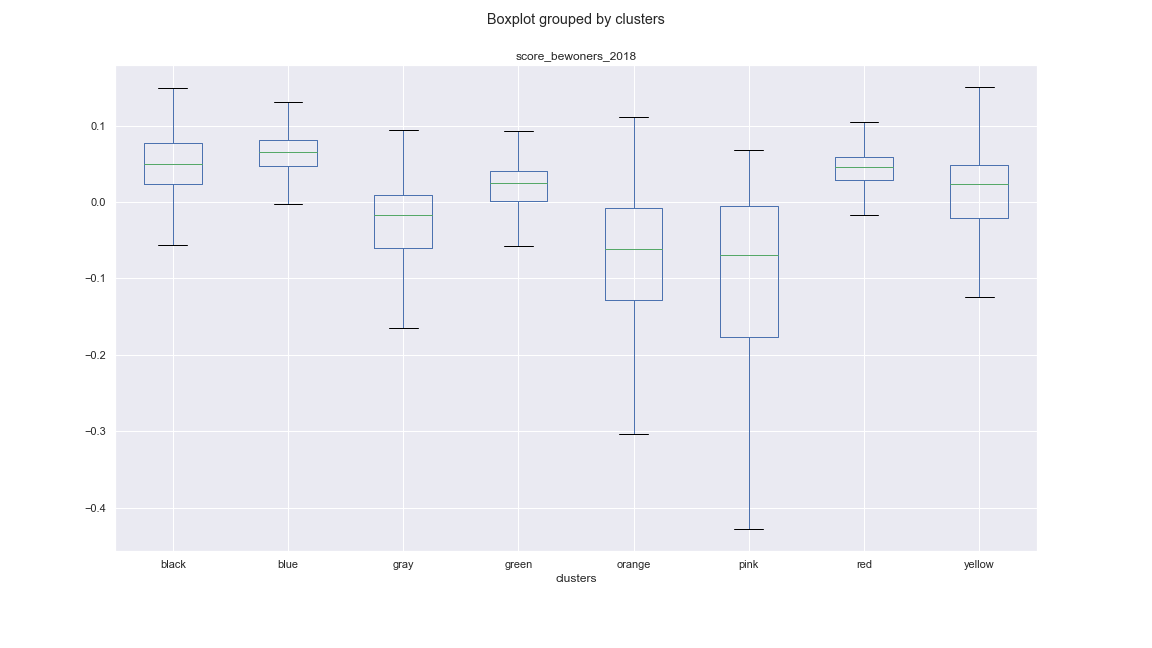 Boxplot grouped by clusters
score_bewoners_2018
0.1
0.0
−0.1
−0.2
−0.3
−0.4
black blue gray green orange pink red yellow
clusters